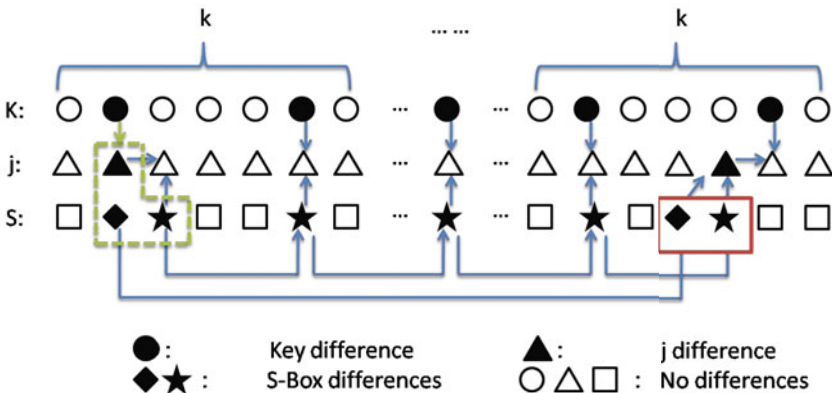 k k
... ...
K: ... ...
j: ... ...
S: ... ...
: Key difference : j difference
: S-Box differences : No differences